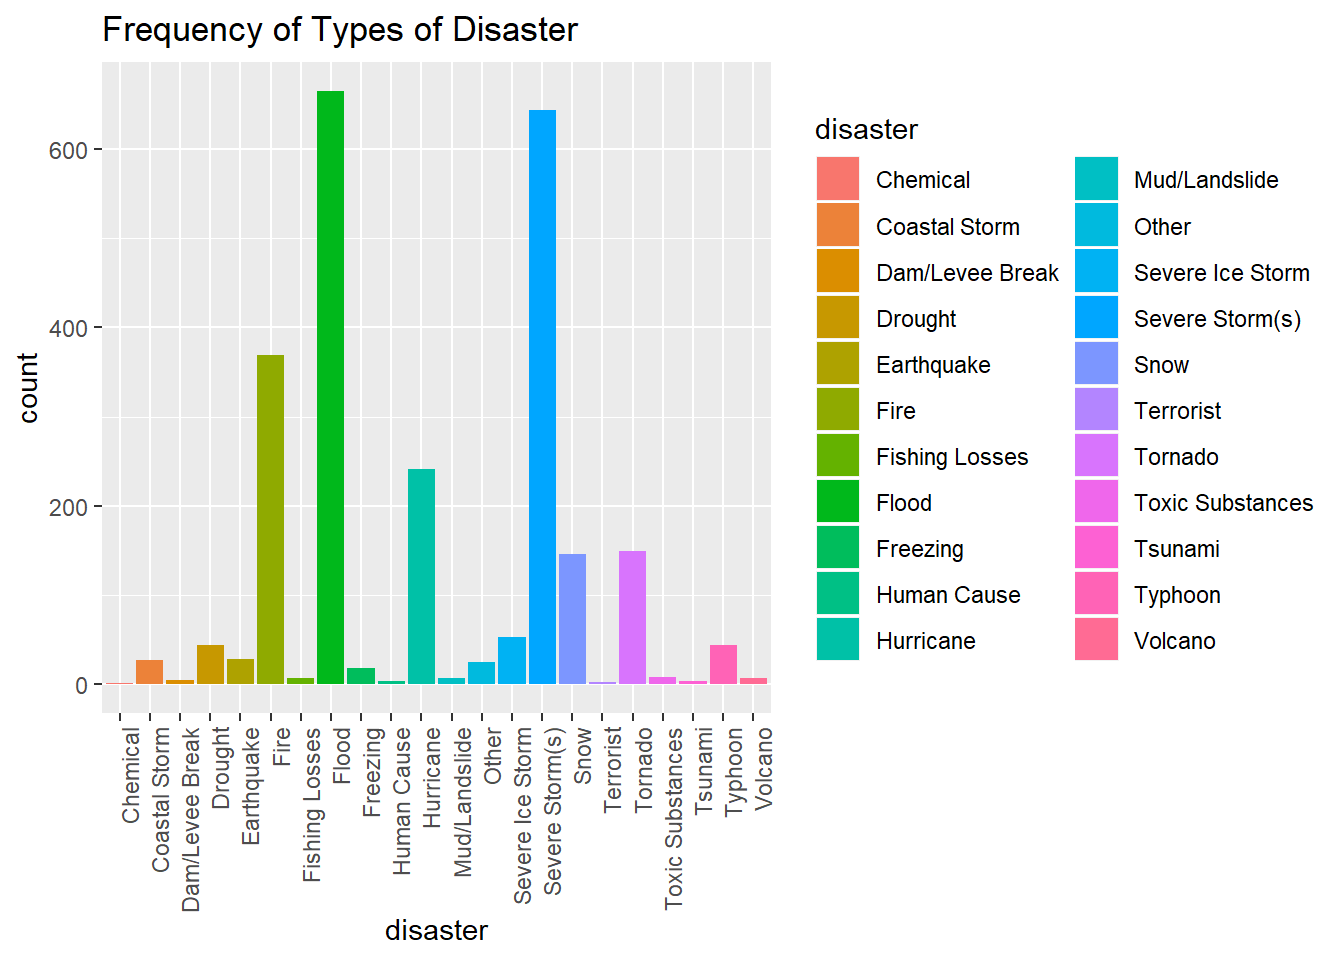 Frequency of Types of Disaster
count
600
400
200
0
Chemical
Coastal Storm
Dam/Levee Break
Drought
Earthquake
Fire
Fishing Losses
Flood
Freezing
Human Cause
Hurricane
Mud/Landslide
Other
Severe Ice Storm
Severe Storm(s)
Snow
Terrorist
Tornado
Toxic Substances
Tsunami
Typhoon
Volcano
disaster
disaster
Chemical
Coastal Storm
Dam/Levee Break
Drought
Earthquake
Fire
Fishing Losses
Flood
Freezing
Human Cause
Hurricane
Mud/Landslide
Other
Severe Ice Storm
Severe Storm(s)
Snow
Terrorist
Tornado
Toxic Substances
Tsunami
Typhoon
Volcano